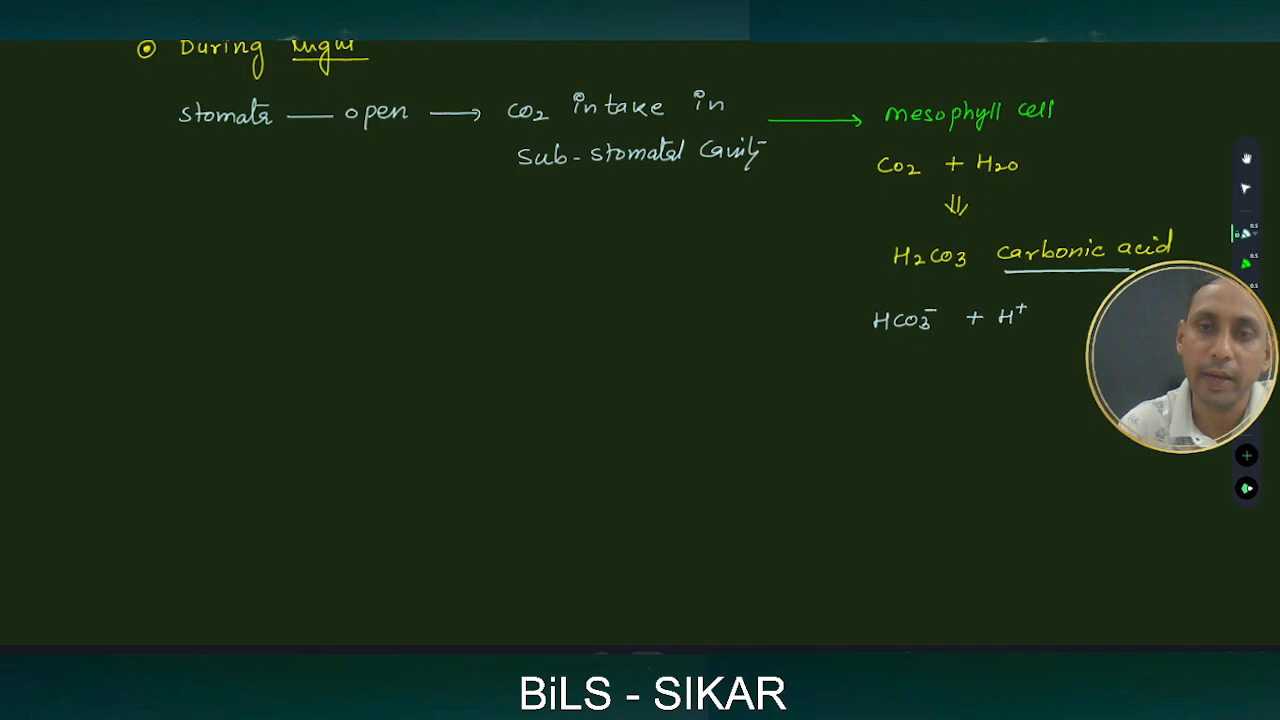 During night
stomata — open → CO2 intake in → mesophyll cell
sub-stomatal cavity
CO2 + H2O
⇓
H2CO3 carbonic acid
HCO3⁻ + H⁺
BiLS - SIKAR